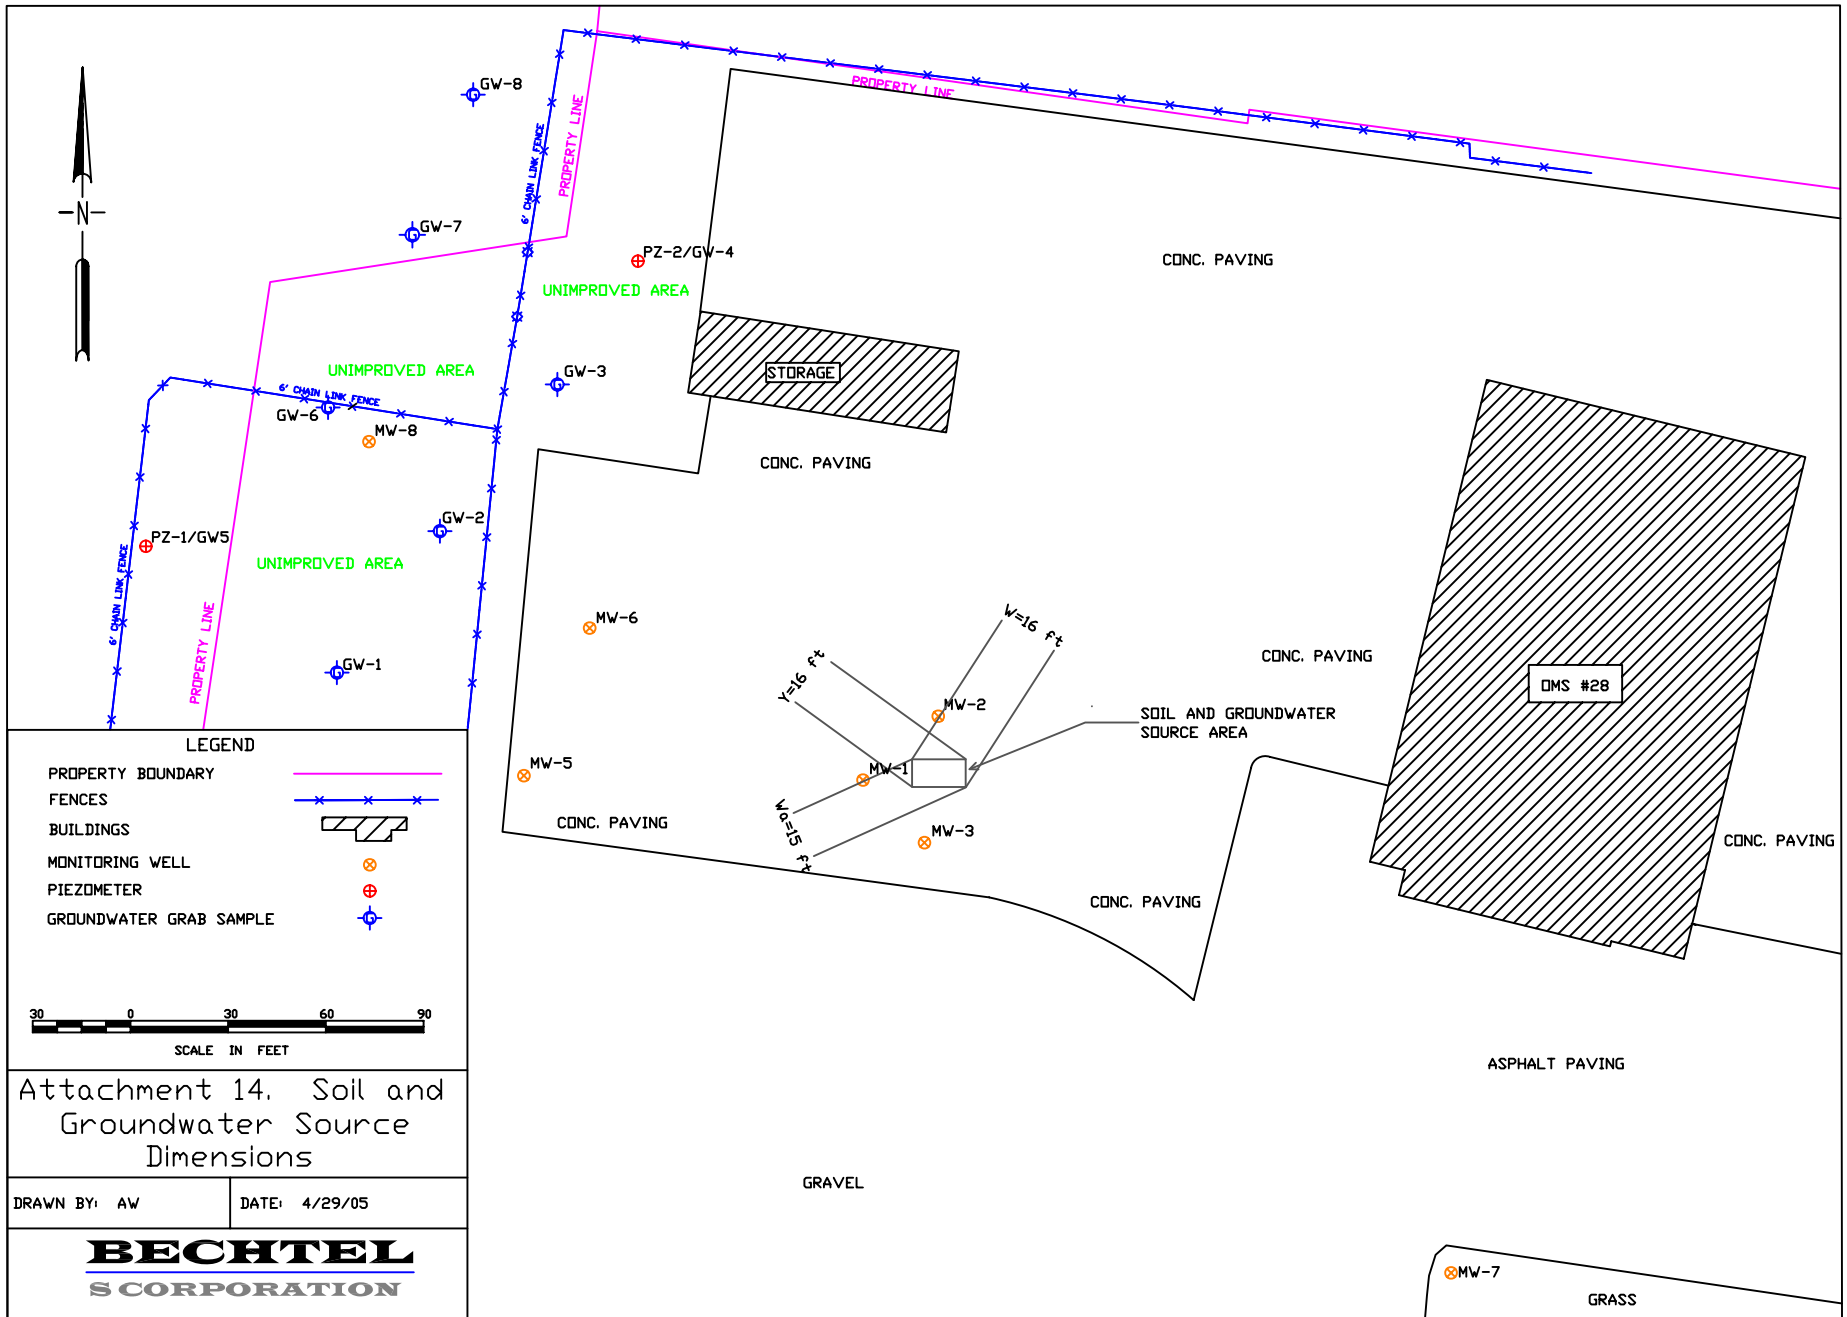 GW-8
PROPERTY LINE
6' CHAIN LINK FENCE
PROPERTY LINE
N
GW-7
PZ-2/GW-4
CONC. PAVING
UNIMPROVED AREA
UNIMPROVED AREA
STORAGE
GW-3
6' CHAIN LINK FENCE
GW-6
MW-8
CONC. PAVING
GW-2
PZ-1/GW5
UNIMPROVED AREA
6' CHAIN LINK FENCE
PROPERTY LINE
MW-6
W=16 ft
Y=16 ft
CONC. PAVING
GW-1
OMS #28
MW-2
SOIL AND GROUNDWATER
SOURCE AREA
MW-5
MW-1
Wa=15 ft
CONC. PAVING
MW-3
CONC. PAVING
CONC. PAVING
ASPHALT PAVING
GRAVEL
MW-7
GRASS
LEGEND
PROPERTY BOUNDARY
FENCES
BUILDINGS
MONITORING WELL
PIEZOMETER
GROUNDWATER GRAB SAMPLE
30 0 30 60 90
SCALE IN FEET
Attachment 14. Soil and
Groundwater Source
Dimensions
DRAWN BY: AW
DATE: 4/29/05
BECHTEL
S CORPORATION